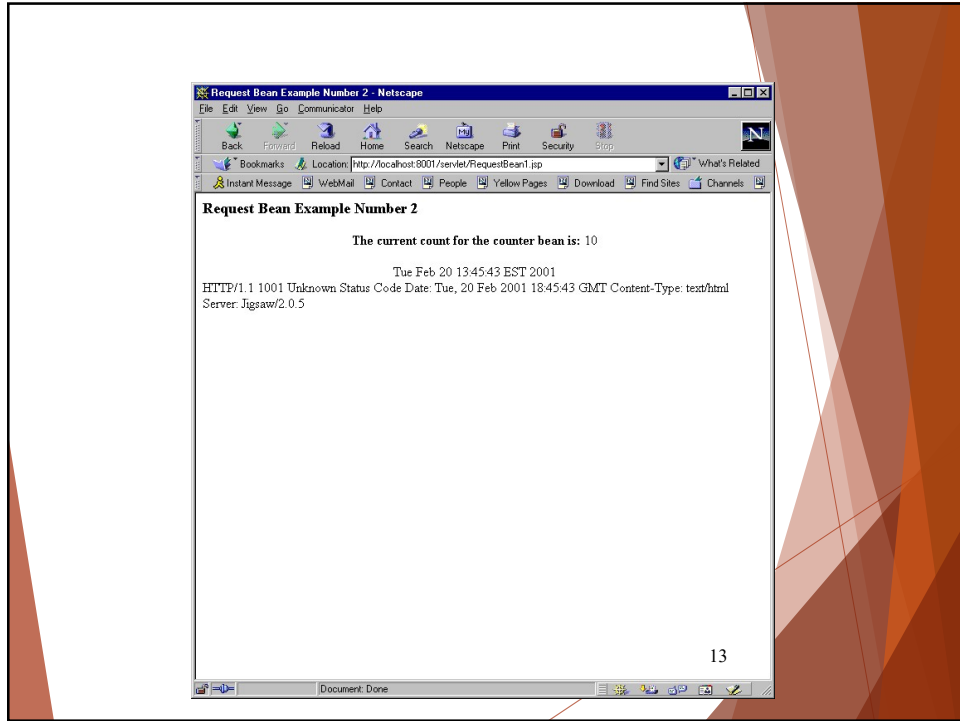 Request Bean Example Number 2 - Netscape
File Edit View Go Communicator Help
My
Back Forward Reload Home Search Netscape Print Security Stop
N
Bookmarks Location: http://localhost:8001/servlet/RequestBean1.jsp What's Related
Instant Message WebMail Contact People Yellow Pages Download Find Sites Channels
Request Bean Example Number 2
The current count for the counter bean is: 10
Tue Feb 20 13:45:43 EST 2001
HTTP/1.1 1001 Unknown Status Code Date: Tue, 20 Feb 2001 18:45:43 GMT Content-Type: text/html
Server: Jigsaw/2.0.5
13
Document: Done